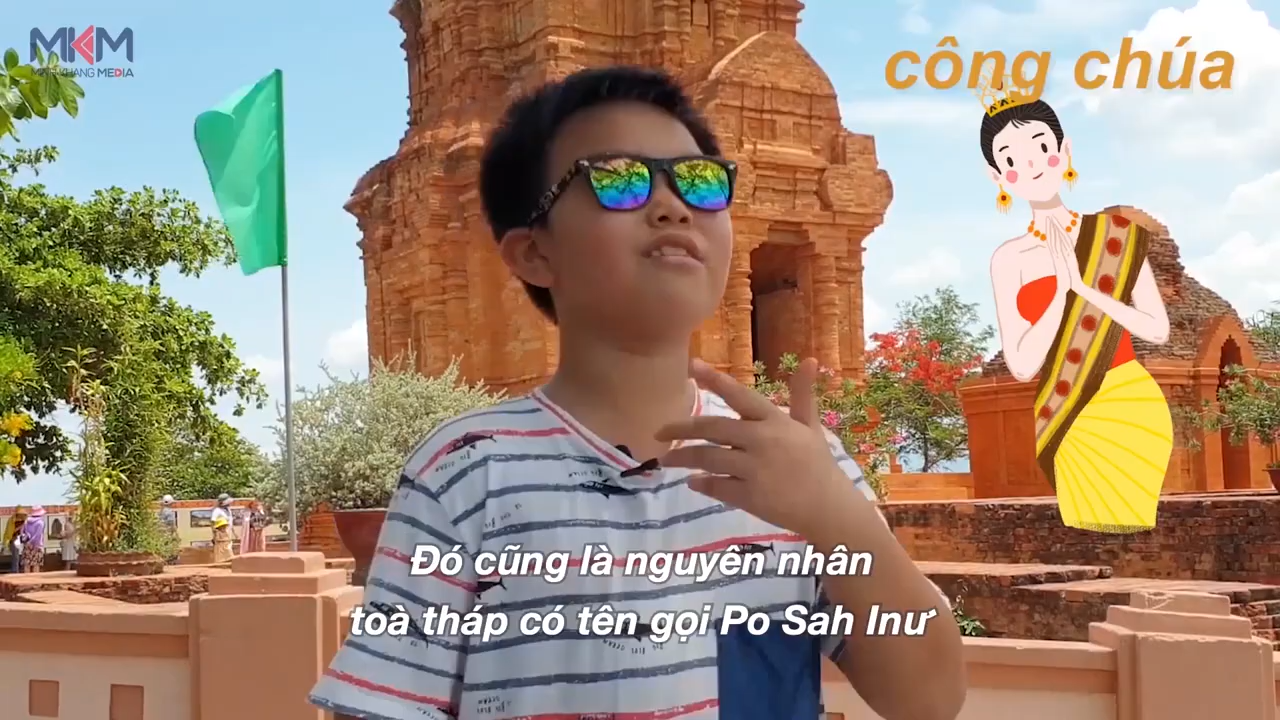 MKM
MINH KHANG MEDIA
công chúa
Đó cũng là nguyên nhân
toà tháp có tên gọi Po Sah Inư